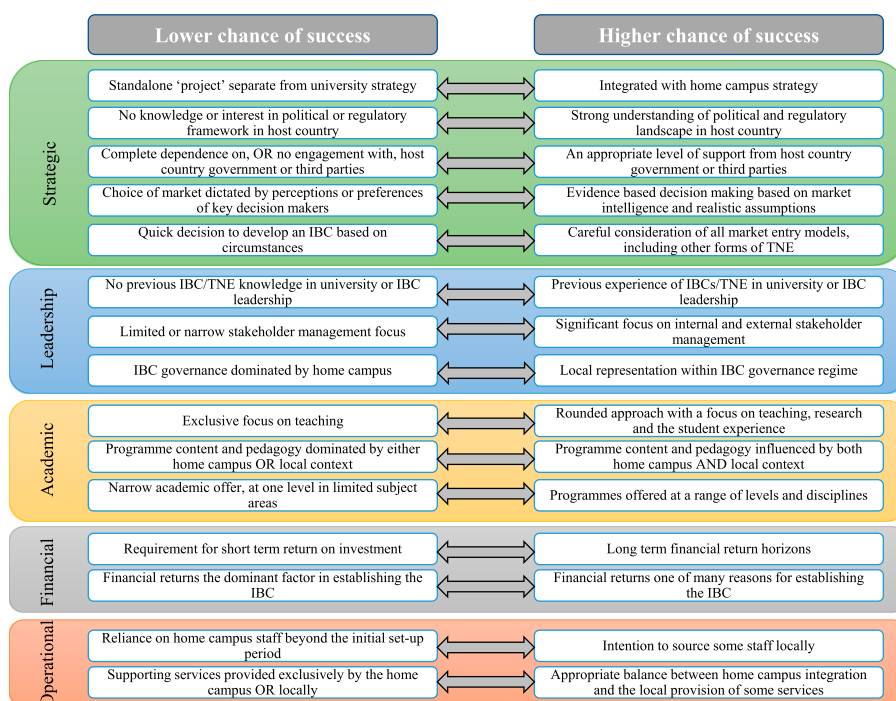 Lower chance of success
Higher chance of success
Strategic
Standalone ‘project’ separate from university strategy
Integrated with home campus strategy
No knowledge or interest in political or regulatory
framework in host country
Strong understanding of political and regulatory
landscape in host country
Complete dependence on, OR no engagement with, host
country government or third parties
An appropriate level of support from host country
government or third parties
Choice of market dictated by perceptions or preferences
of key decision makers
Evidence based decision making based on market
intelligence and realistic assumptions
Quick decision to develop an IBC based on
circumstances
Careful consideration of all market entry models,
including other forms of TNE
Leadership
No previous IBC/TNE knowledge in university or IBC
leadership
Previous experience of IBCs/TNE in university or IBC
leadership
Limited or narrow stakeholder management focus
Significant focus on internal and external stakeholder
management
IBC governance dominated by home campus
Local representation within IBC governance regime
Academic
Exclusive focus on teaching
Rounded approach with a focus on teaching, research
and the student experience
Programme content and pedagogy dominated by either
home campus OR local context
Programme content and pedagogy influenced by both
home campus AND local context
Narrow academic offer, at one level in limited subject
areas
Programmes offered at a range of levels and disciplines
Financial
Requirement for short term return on investment
Long term financial return horizons
Financial returns the dominant factor in establishing the
IBC
Financial returns one of many reasons for establishing
the IBC
Operational
Reliance on home campus staff beyond the initial set-up
period
Intention to source some staff locally
Supporting services provided exclusively by the home
campus OR locally
Appropriate balance between home campus integration
and the local provision of some services